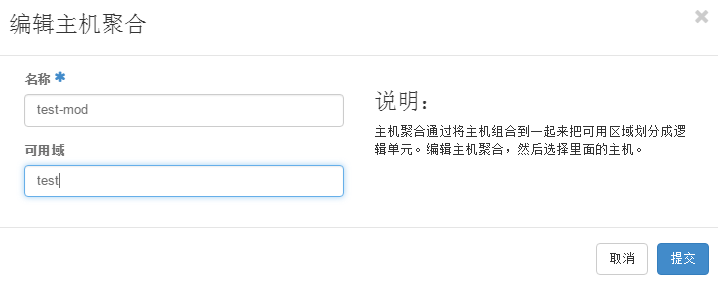 编辑主机聚合
×
名称 ✱
test-mod
可用域
test
说明：
主机聚合通过将主机组合到一起来把可用区域划分成逻
辑单元。编辑主机聚合，然后选择里面的主机。
取消
提交